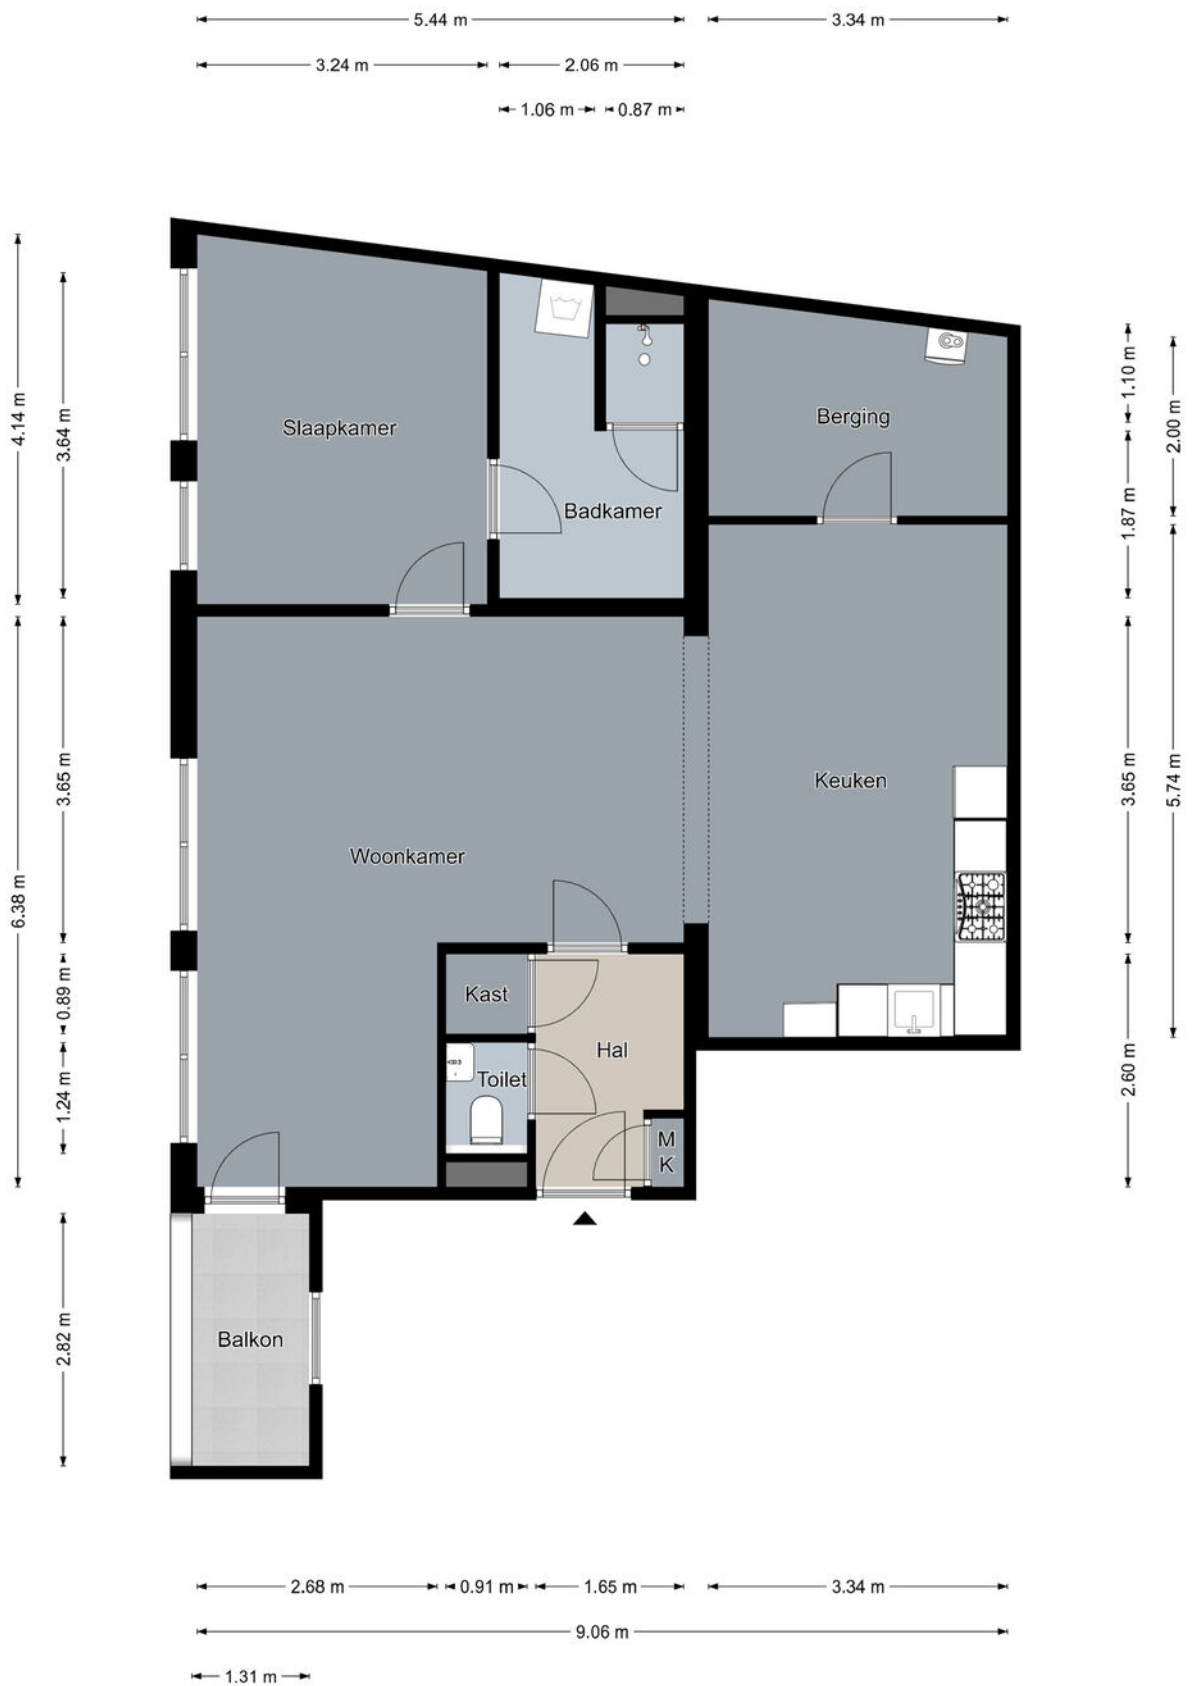 5.44 m
3.34 m
3.24 m
2.06 m
1.06 m
0.87 m
4.14 m
3.64 m
1.10 m
2.00 m
Slaapkamer
Berging
Badkamer
1.87 m
6.38 m
3.65 m
Woonkamer
Keuken
3.65 m
5.74 m
0.89 m
Kast
Hal
1.24 m
Toilet
2.60 m
M
K
2.82 m
Balkon
2.68 m
0.91 m
1.65 m
3.34 m
9.06 m
1.31 m